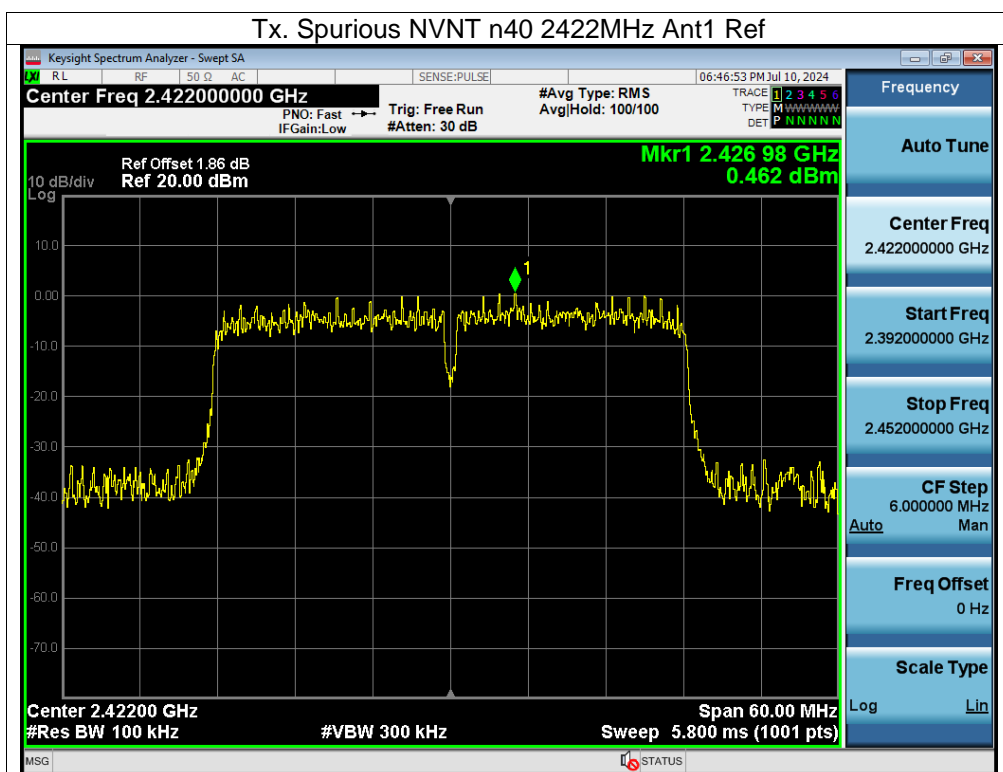 Tx. Spurious NVNT n40 2422MHz Ant1 Ref
Keysight Spectrum Analyzer - Swept SA
LXI RL RF 50 Ω AC SENSE:PULSE 06:46:53 PM Jul 10, 2024
Center Freq 2.422000000 GHz
PNO: Fast
IFGain:Low
Trig: Free Run
#Atten: 30 dB
#Avg Type: RMS
Avg|Hold: 100/100
TRACE 1 2 3 4 5 6
TYPE M WWWWW
DET P N N N N N
Mkr1 2.426 98 GHz
0.462 dBm
Ref Offset 1.86 dB
10 dB/div Ref 20.00 dBm
Log
10.0
1
0.00
-10.0
-20.0
-30.0
-40.0
-50.0
-60.0
-70.0
Center 2.42200 GHz Span 60.00 MHz
#Res BW 100 kHz #VBW 300 kHz Sweep 5.800 ms (1001 pts)
MSG STATUS
Frequency
Auto Tune
Center Freq
2.422000000 GHz
Start Freq
2.392000000 GHz
Stop Freq
2.452000000 GHz
CF Step
6.000000 MHz
Auto Man
Freq Offset
0 Hz
Scale Type
Log Lin